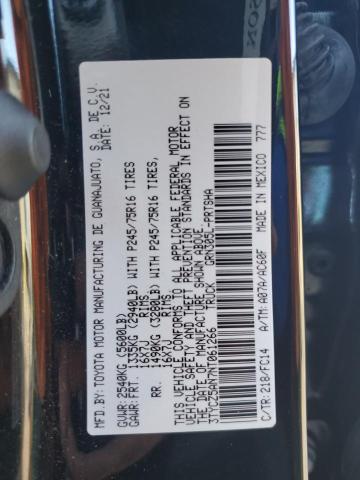 MFD. BY: TOYOTA MOTOR MANUFACTURING DE GUANAJUATO, S.A. DE C.V.
DATE: 12/21
GVWR: 2540KG (5600LB)
GAWR: FRT. 1335KG (2940LB) WITH P245/75R16 TIRES
16X7J RIMS
RR. 1490KG (3280LB) WITH P245/75R16 TIRES,
16X7J RIMS
THIS VEHICLE CONFORMS TO ALL APPLICABLE FEDERAL MOTOR
VEHICLE SAFETY AND THEFT PREVENTION STANDARDS IN EFFECT ON
THE DATE OF MANUFACTURE SHOWN ABOVE.
3TYCZ5AN7NT061266 TRUCK GRN305L-PRTSHA
C/TR: 218/FC14 A/TM: A07A/AC60F MADE IN MEXICO 777